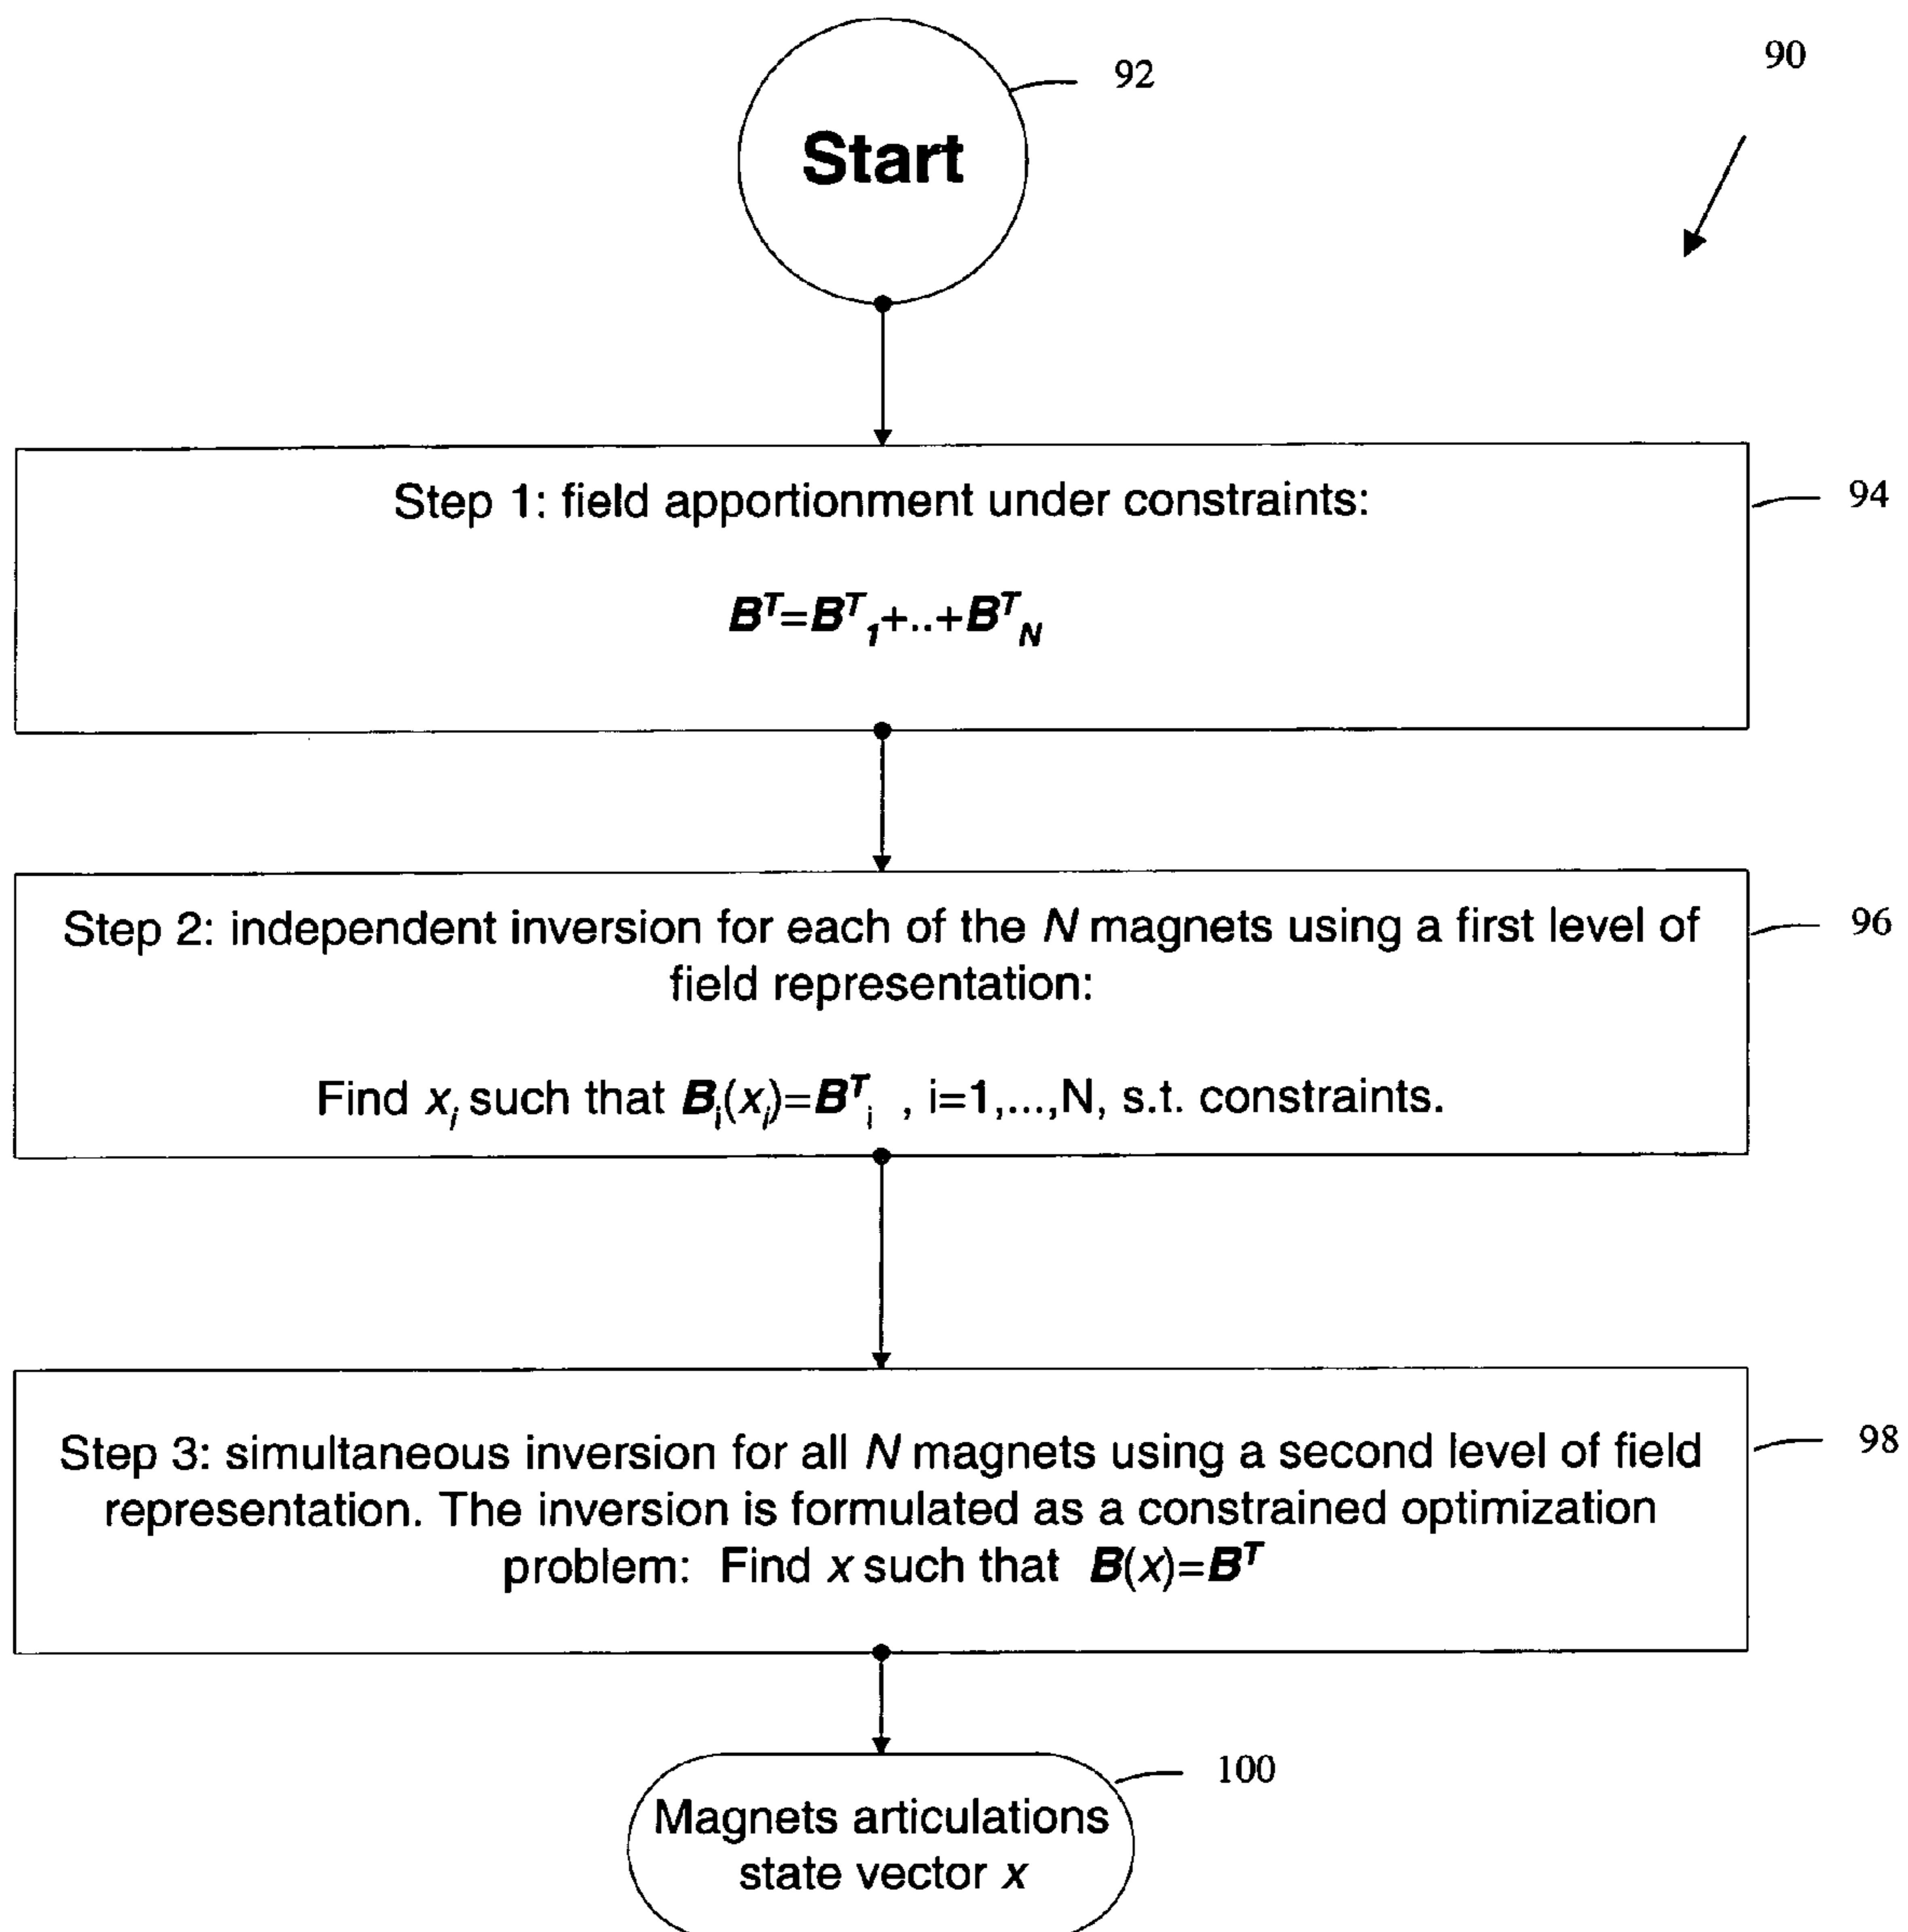 90
92
Start
94
Step 1: field apportionment under constraints:
B^T=B^T_1+..+B^T_N
96
Step 2: independent inversion for each of the N magnets using a first level of
field representation:
Find x_i such that B_i(x_i)=B^T_i , i=1,...,N, s.t. constraints.
98
Step 3: simultaneous inversion for all N magnets using a second level of field
representation. The inversion is formulated as a constrained optimization
problem: Find x such that B(x)=B^T
100
Magnets articulations
state vector x